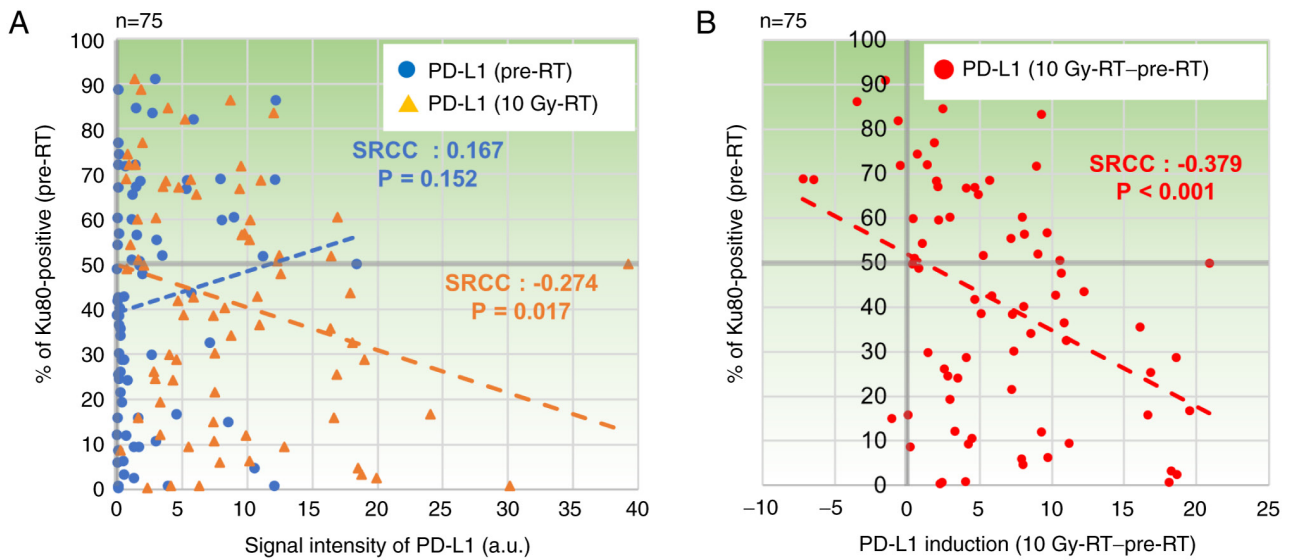 A
n=75
% of Ku80-positive (pre-RT)
100
90
80
70
60
50
40
30
20
10
0
PD-L1 (pre-RT)
PD-L1 (10 Gy-RT)
SRCC : 0.167
P = 0.152
SRCC : -0.274
P = 0.017
0 5 10 15 20 25 30 35 40
Signal intensity of PD-L1 (a.u.)
B
n=75
% of Ku80-positive (pre-RT)
100
90
80
70
60
50
40
30
20
10
0
PD-L1 (10 Gy-RT–pre-RT)
SRCC : -0.379
P < 0.001
−10 −5 0 5 10 15 20 25
PD-L1 induction (10 Gy-RT–pre-RT)